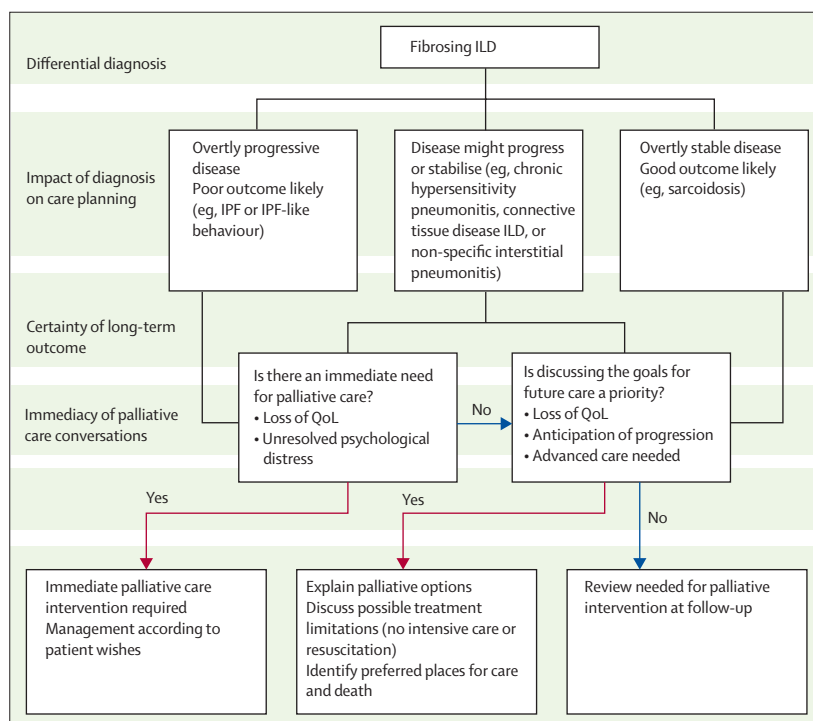 Fibrosing ILD
Differential diagnosis
Overtly progressive
disease
Poor outcome likely
(eg, IPF or IPF-like
behaviour)
Disease might progress
or stabilise (eg, chronic
hypersensitivity
pneumonitis, connective
tissue disease ILD, or
non-specific interstitial
pneumonitis)
Overtly stable disease
Good outcome likely
(eg, sarcoidosis)
Impact of diagnosis
on care planning
Certainty of long-term
outcome
Is there an immediate need
for palliative care?
• Loss of QoL
• Unresolved psychological
distress
No
Is discussing the goals for
future care a priority?
• Loss of QoL
• Anticipation of progression
• Advanced care needed
Immediacy of palliative
care conversations
Yes
Yes
No
Immediate palliative care
intervention required
Management according to
patient wishes
Explain palliative options
Discuss possible treatment
limitations (no intensive care or
resuscitation)
Identify preferred places for care
and death
Review needed for palliative
intervention at follow-up